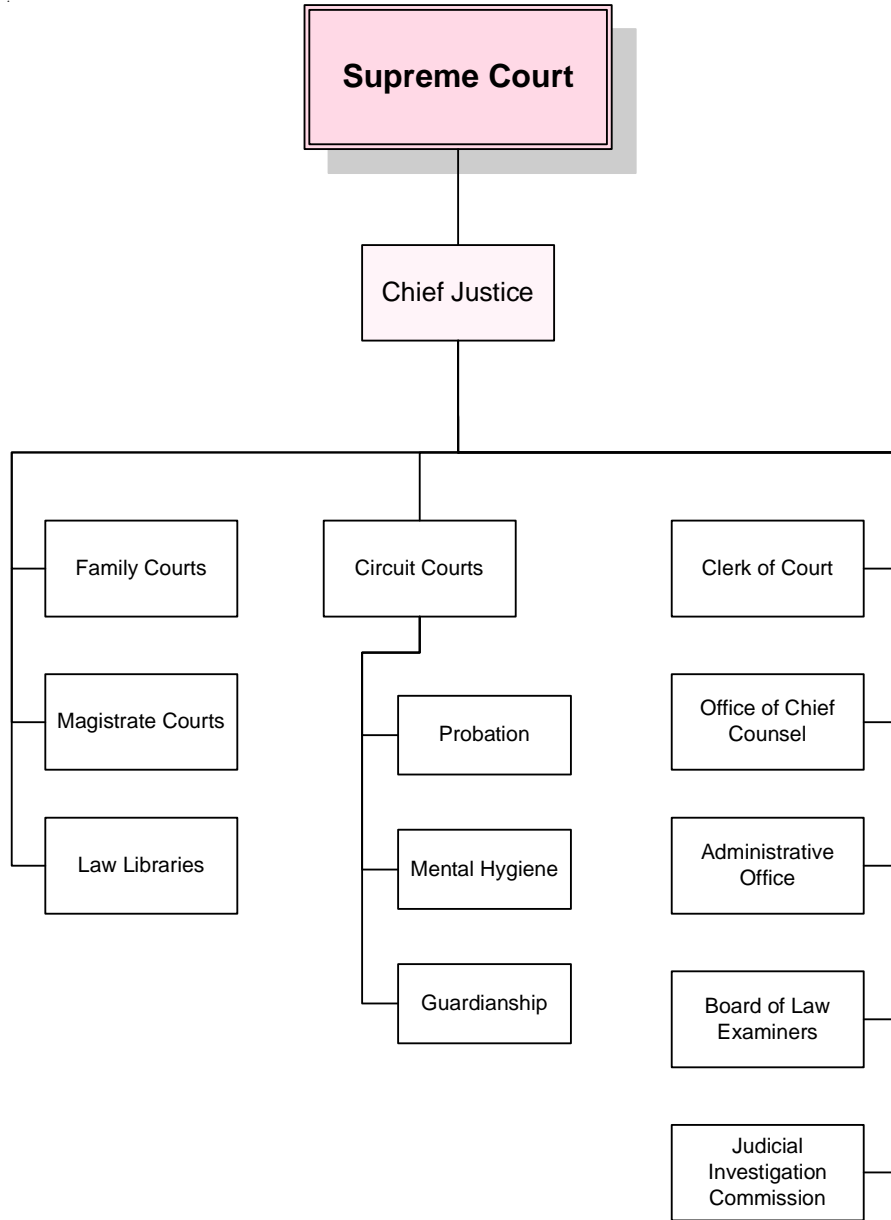 Supreme Court
Chief Justice
Family Courts
Circuit Courts
Clerk of Court
Magistrate Courts
Probation
Office of Chief
Counsel
Law Libraries
Mental Hygiene
Administrative
Office
Guardianship
Board of Law
Examiners
Judicial
Investigation
Commission